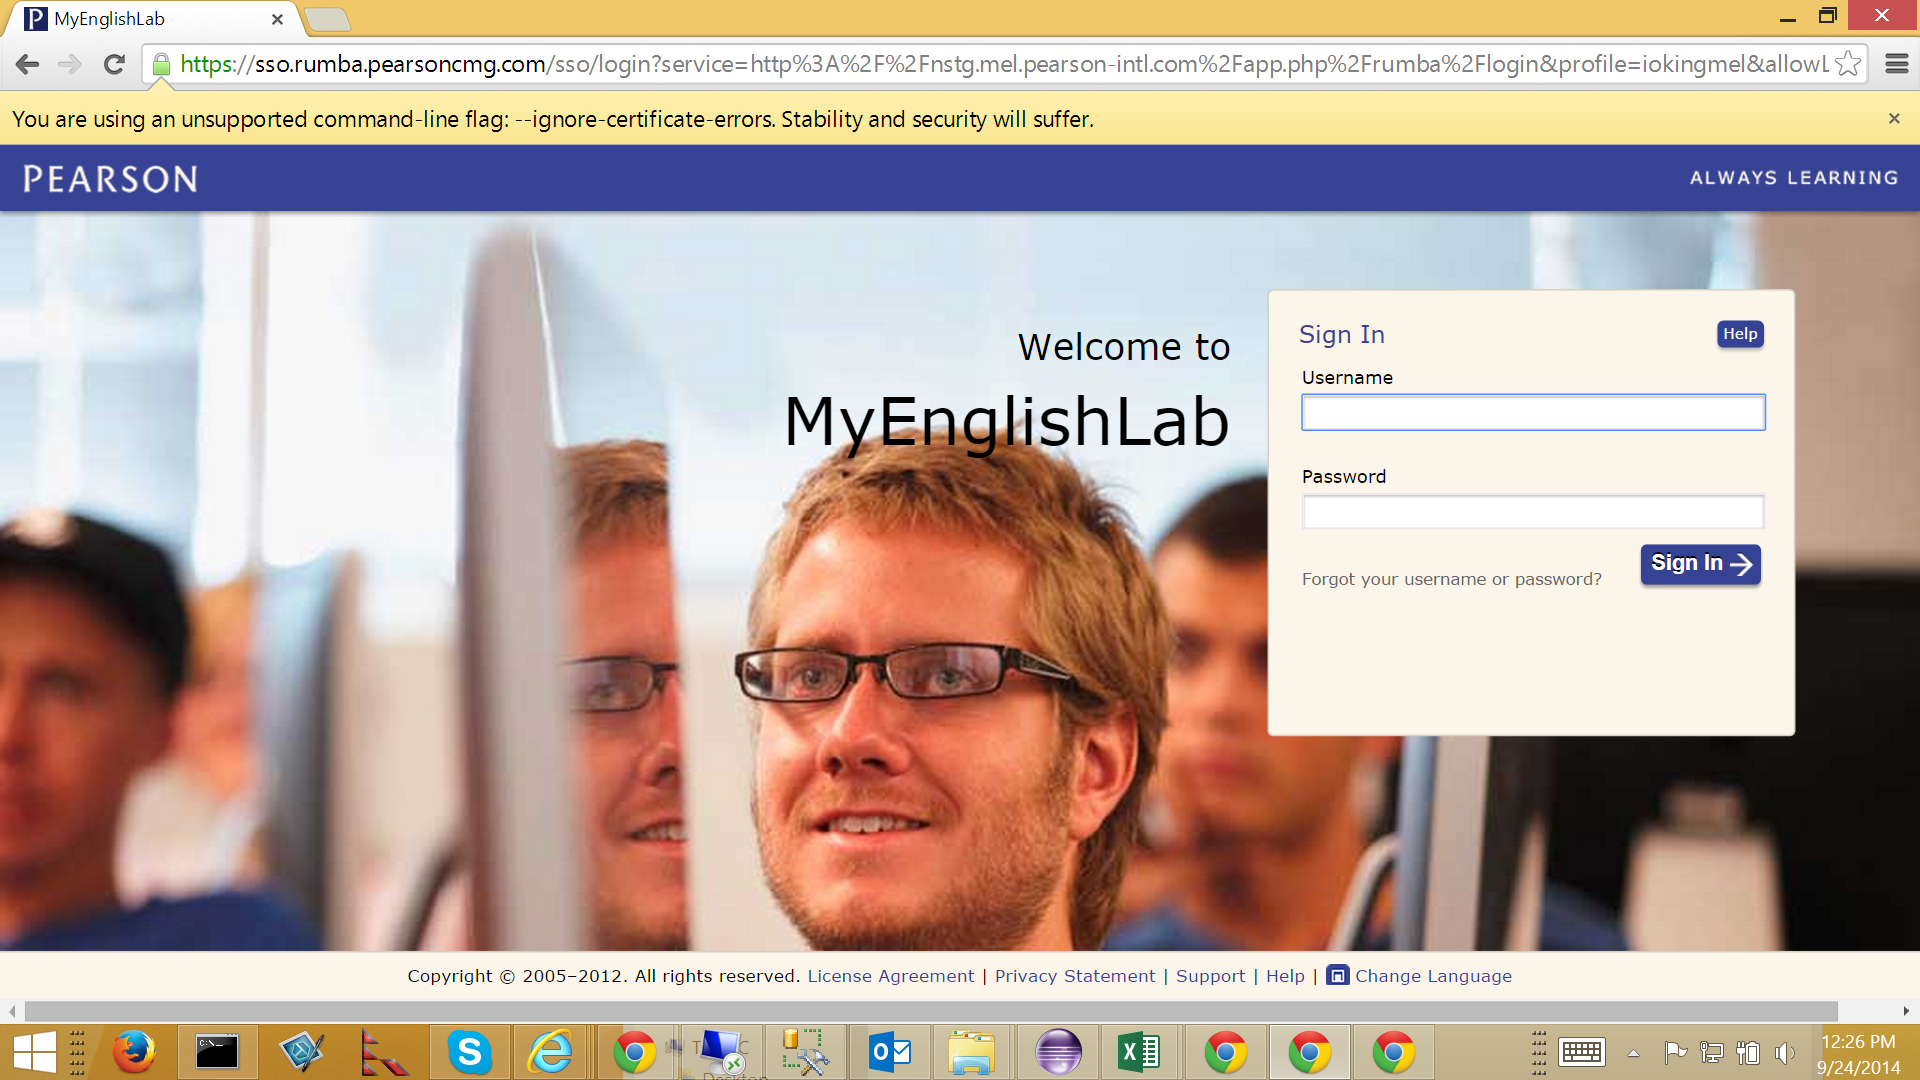 MyEnglishLab
https://sso.rumba.pearsoncmg.com/sso/login?service=http%3A%2F%2Fnstg.mel.pearson-intl.com%2Fapp.php%2Frumba%2Flogin&profile=iokingmel&allowL
You are using an unsupported command-line flag: --ignore-certificate-errors. Stability and security will suffer.
PEARSON
ALWAYS LEARNING
Welcome to
MyEnglishLab
Sign In
Help
Username
Password
Forgot your username or password?
Sign In
Copyright © 2005–2012. All rights reserved. License Agreement | Privacy Statement | Support | Help | Change Language
12:26 PM
9/24/2014